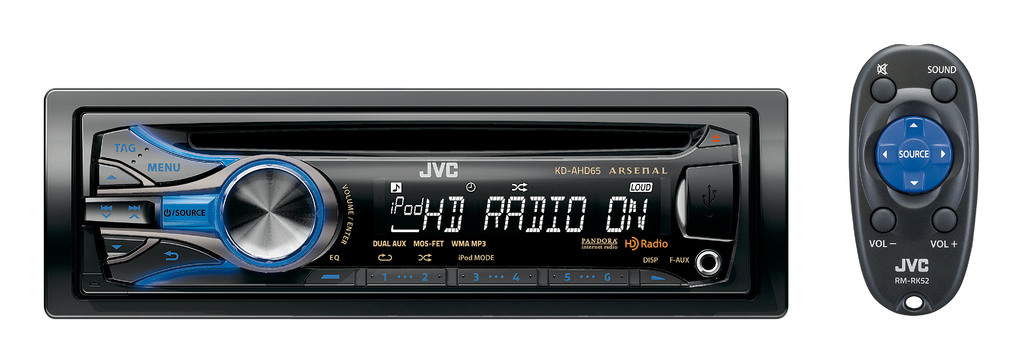 TAG
MENU
⏻/SOURCE
VOLUME / ENTER
JVC
KD-AHD65 ARSENAL
LOUD
iPod HD RADIO ON
DUAL AUX MOS-FET WMA MP3
PANDORA
internet radio
HD Radio
EQ
iPod MODE
DISP F-AUX
1 ••• 2
3 ••• 4
5 ••• 6
SOUND
SOURCE
VOL –
VOL +
JVC
RM-RK52